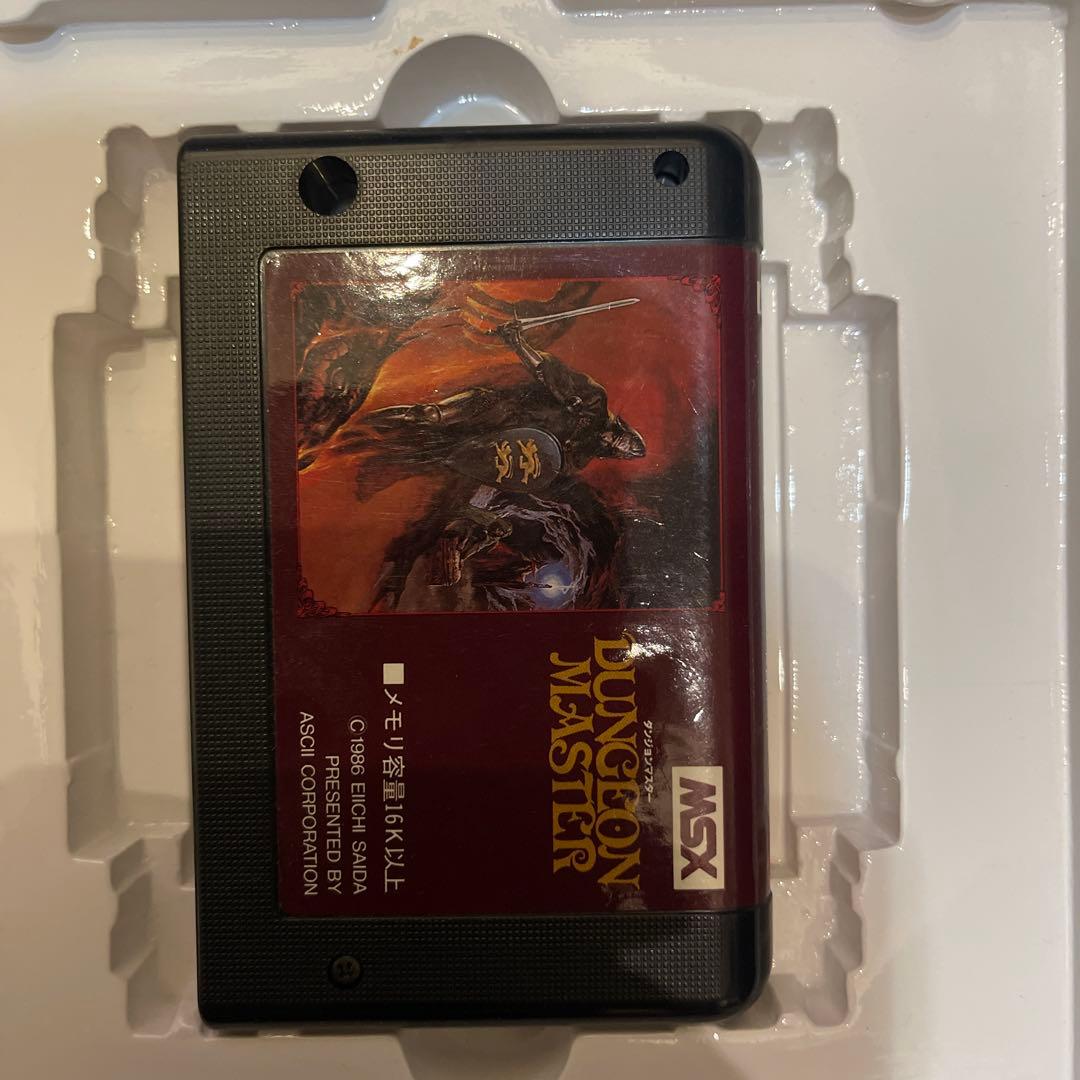 MSX
ダンジョンマスター
DUNGEON
MASTER
■メモリ容量16K以上
©1986 EIICHI SAIDA
PRESENTED BY
ASCII CORPORATION